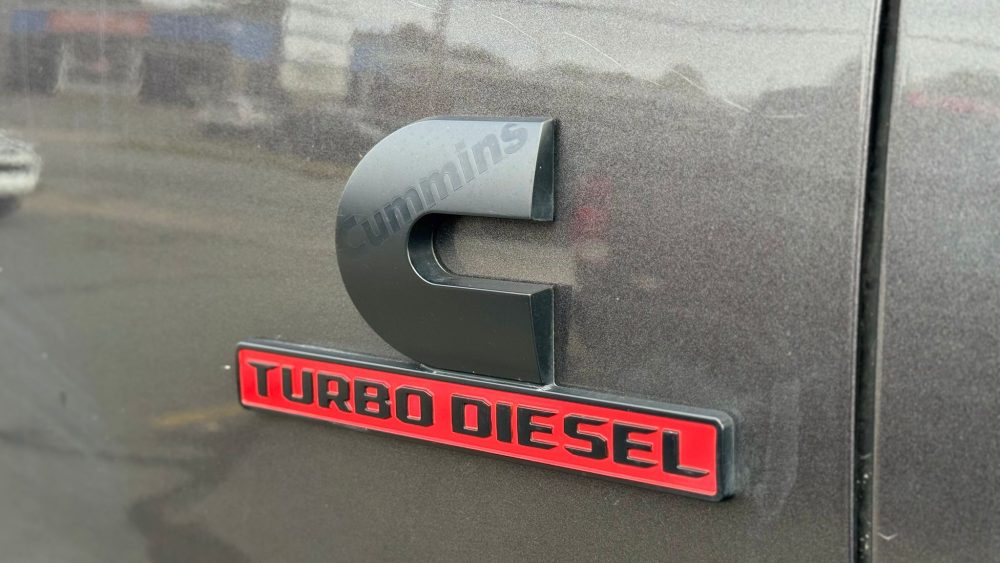 Cummins
TURBO DIESEL